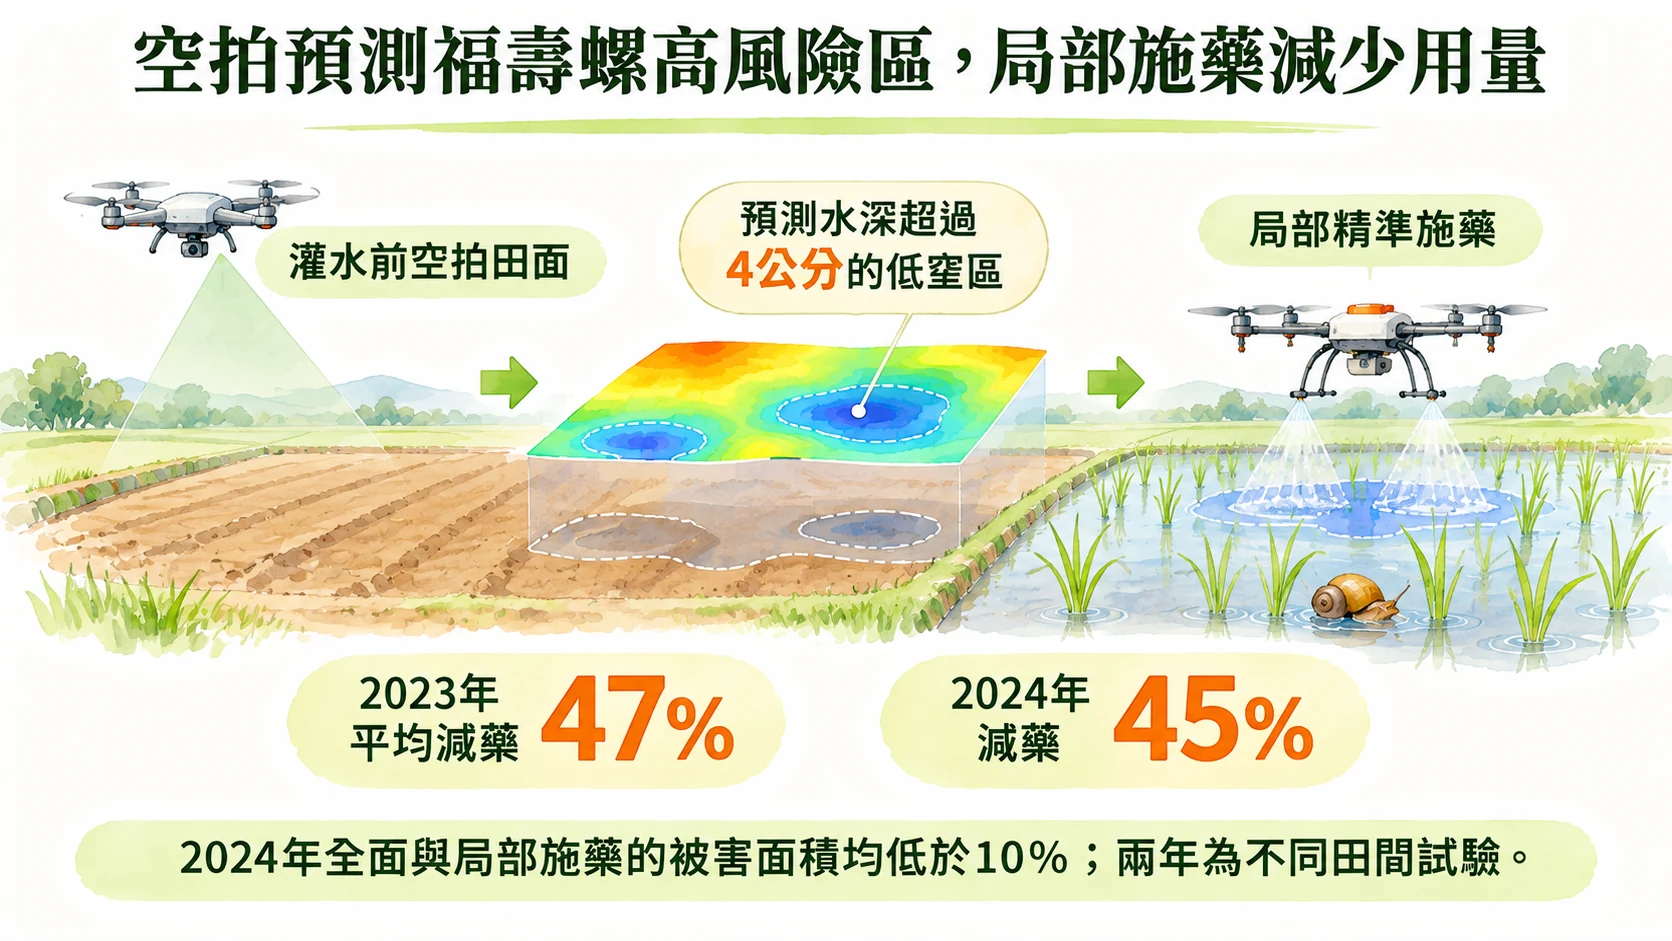 空拍預測福壽螺高風險區，局部施藥減少用量
灌水前空拍田面
預測水深超過
4公分的低窪區
局部精準施藥
2023年
平均減藥
47%
2024年
減藥
45%
2024年全面與局部施藥的被害面積均低於10%；兩年為不同田間試驗。